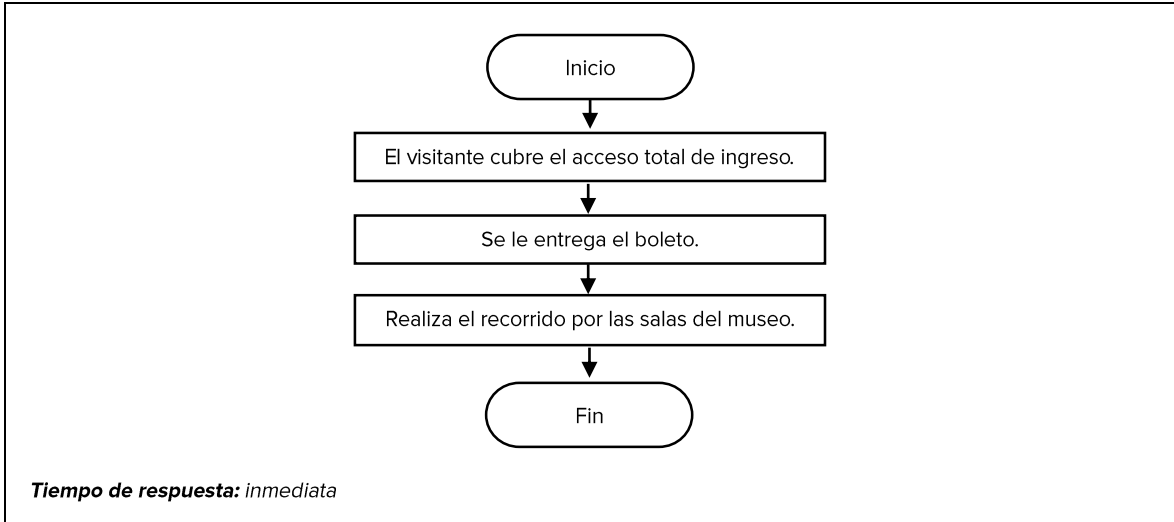 Inicio
El visitante cubre el acceso total de ingreso.
Se le entrega el boleto.
Realiza el recorrido por las salas del museo.
Fin
Tiempo de respuesta: inmediata